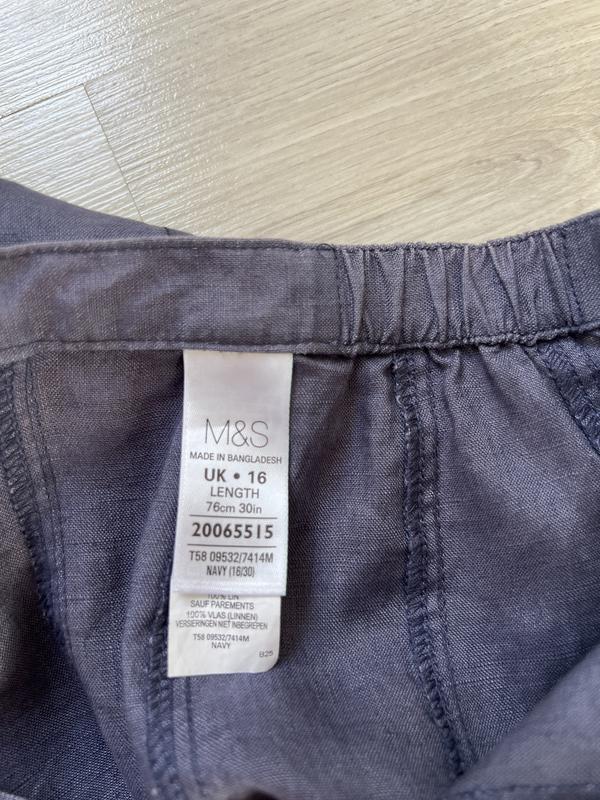 M&S
MADE IN BANGLADESH
UK • 16
LENGTH
76cm 30in
20065515
T58 09532/7414M
NAVY (16/30)
100% LIN
SAUF PAREMENTS
100% VLAS (LINNEN)
VERSIERINGEN NIET INBEGREPEN
T58 09532/7414M
NAVY
B25